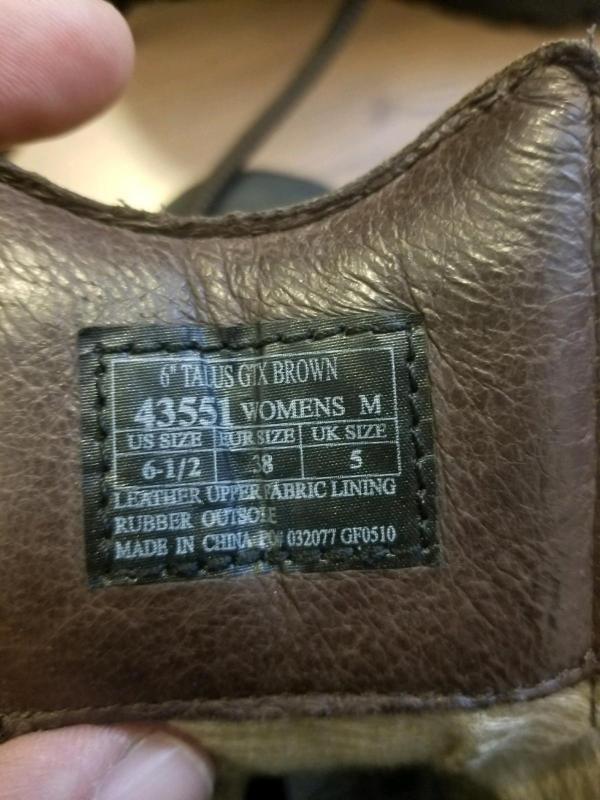 6" TALUS GTX BROWN
43551 WOMENS M
US SIZE EUR SIZE UK SIZE
6-1/2 38 5
LEATHER UPPER FABRIC LINING
RUBBER OUTSOLE
MADE IN CHINA PO# 032077 GF0510